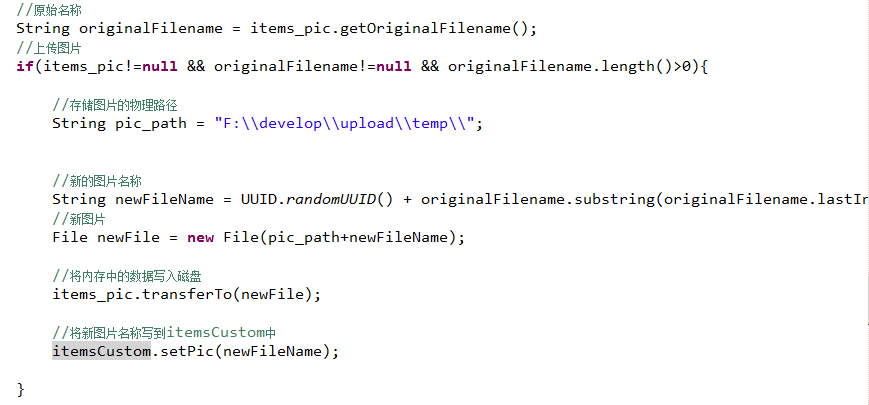 //原始名称
String originalFilename = items_pic.getOriginalFilename();
//上传图片
if(items_pic!=null && originalFilename!=null && originalFilename.length()>0){
//存储图片的物理路径
String pic_path = "F:\\develop\\upload\\temp\\";
//新的图片名称
String newFileName = UUID.randomUUID() + originalFilename.substring(originalFilename.lastIn
//新图片
File newFile = new File(pic_path+newFileName);
//将内存中的数据写入磁盘
items_pic.transferTo(newFile);
//将新图片名称写到itemsCustom中
itemsCustom.setPic(newFileName);
}